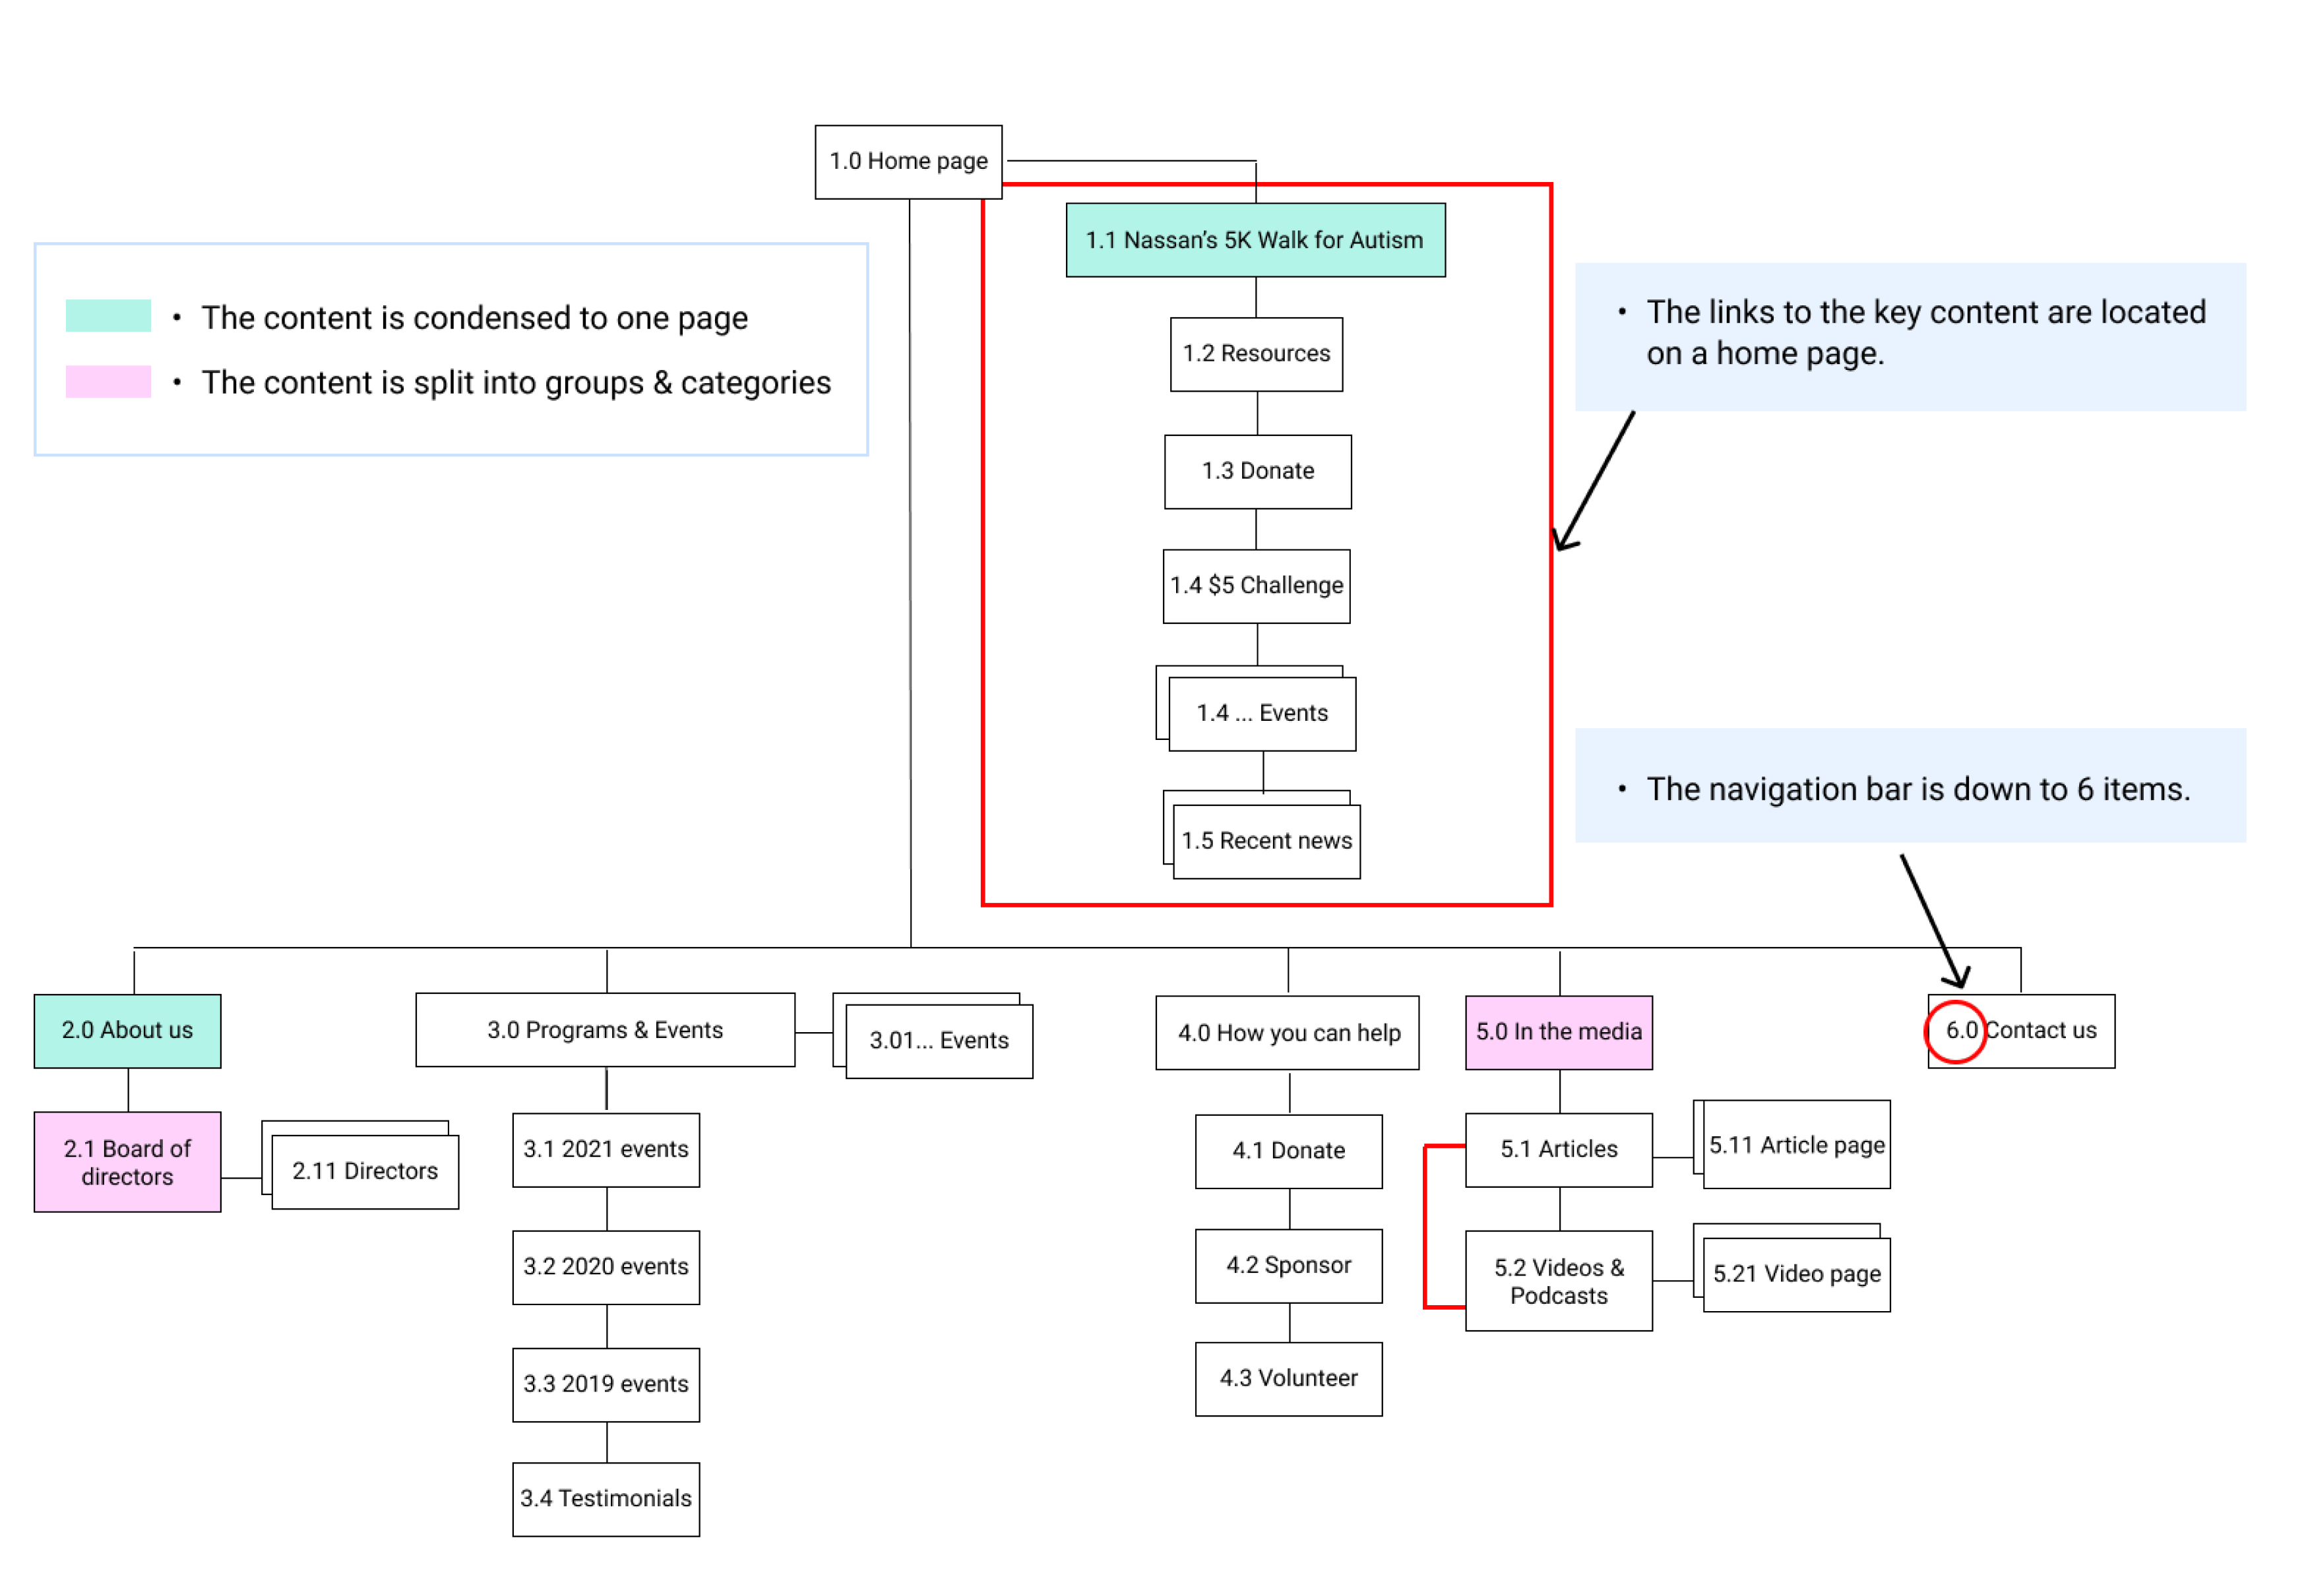 1.0 Home page
1.1 Nassan’s 5K Walk for Autism
• The content is condensed to one page
• The content is split into groups & categories
• The links to the key content are located
on a home page.
1.2 Resources
1.3 Donate
1.4 $5 Challenge
1.4 ... Events
1.5 Recent news
• The navigation bar is down to 6 items.
2.0 About us
3.0 Programs & Events
3.01... Events
4.0 How you can help
5.0 In the media
6.0 Contact us
2.1 Board of
directors
2.11 Directors
3.1 2021 events
3.2 2020 events
3.3 2019 events
3.4 Testimonials
4.1 Donate
4.2 Sponsor
4.3 Volunteer
5.1 Articles
5.11 Article page
5.2 Videos &
Podcasts
5.21 Video page